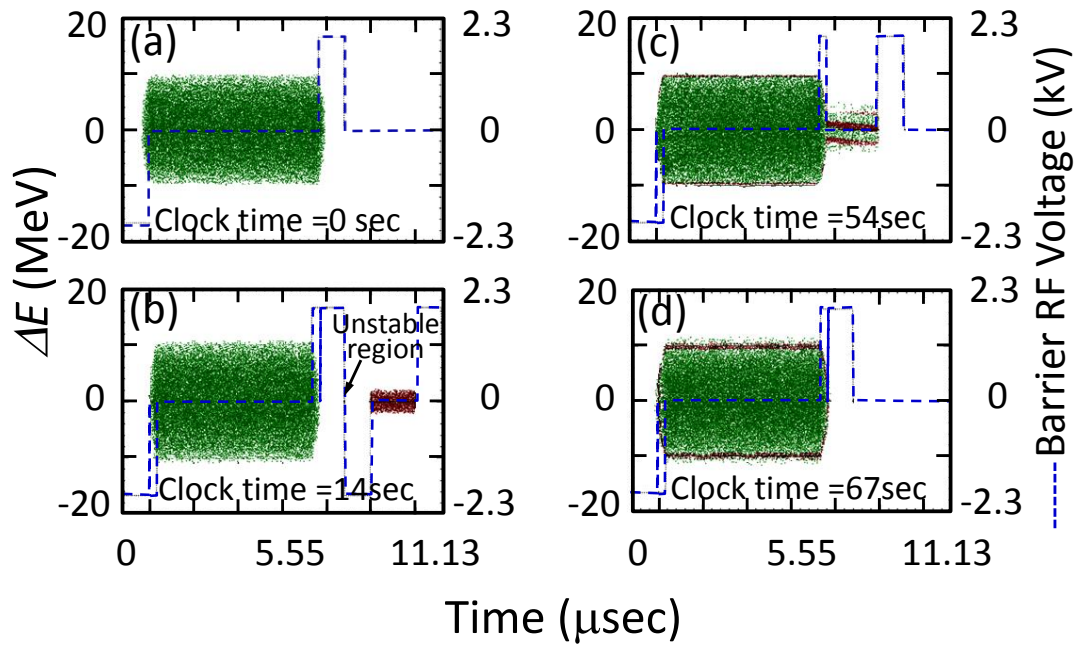 20
(a)
2.3
0
0
Clock time =0 sec
-20
-2.3
20
(c)
2.3
0
0
Clock time =54sec
-20
-2.3
20
(b)
2.3
Unstable
region
0
0
Clock time =14sec
-20
-2.3
20
(d)
2.3
0
0
Clock time =67sec
-20
-2.3
0
5.55
11.13
0
5.55
11.13
Time (μsec)
ΔE (MeV)
Barrier RF Voltage (kV)